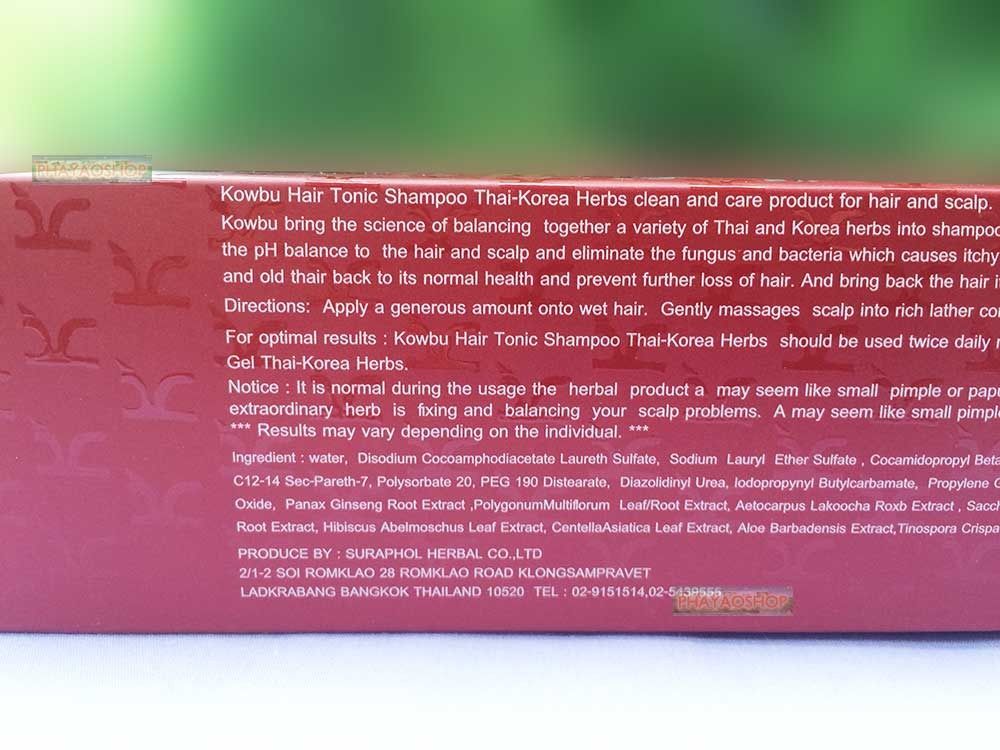 PHAYAOSHOP
Kowbu Hair Tonic Shampoo Thai-Korea Herbs clean and care product for hair and scalp.
Kowbu bring the science of balancing together a variety of Thai and Korea herbs into shampoo
the pH balance to the hair and scalp and eliminate the fungus and bacteria which causes itchy
and old thair back to its normal health and prevent further loss of hair. And bring back the hair
Directions: Apply a generous amount onto wet hair. Gently massages scalp into rich lather
For optimal results : Kowbu Hair Tonic Shampoo Thai-Korea Herbs should be used twice daily
Gel Thai-Korea Herbs.
Notice : It is normal during the usage the herbal product a may seem like small pimple or
extraordinary herb is fixing and balancing your scalp problems. A may seem like small
*** Results may vary depending on the individual. ***
Ingredient : water, Disodium Cocoamphodiacetate Laureth Sulfate, Sodium Lauryl Ether Sulfate , Cocamidopropyl
C12-14 Sec-Pareth-7, Polysorbate 20, PEG 190 Distearate, Diazolidinyl Urea, Iodopropynyl Butylcarbamate, Propylene
Oxide, Panax Ginseng Root Extract ,PolygonumMultiflorum Leaf/Root Extract, Aetocarpus Lakoocha Roxb Extract ,
Root Extract, Hibiscus Abelmoschus Leaf Extract, CentellaAsiatica Leaf Extract, Aloe Barbadensis Extract,Tinospora Crispa
PRODUCE BY : SURAPHOL HERBAL CO.,LTD
2/1-2 SOI ROMKLAO 28 ROMKLAO ROAD KLONGSAMPRAVET
LADKRABANG BANGKOK THAILAND 10520 TEL : 02-9151514,
PHAYAOSHOP